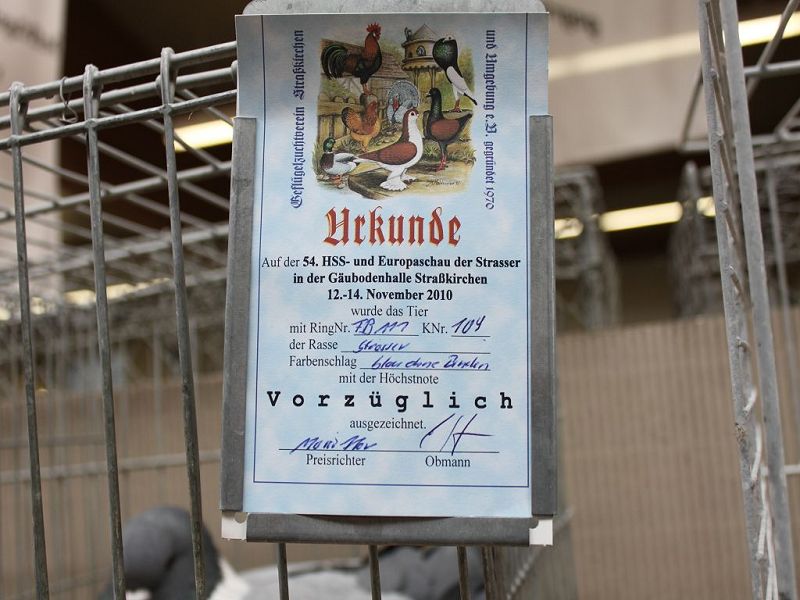 Geflügelzuchtverein Straßkirchen
und Umgebung e.V. gegründet 1970
Urkunde
Auf der 54. HSS- und Europaschau der Strasser
in der Gäubodenhalle Straßkirchen
12.-14. November 2010
wurde das Tier
mit RingNr. KNr. 104
der Rasse Strasser
Farbenschlag blau ohne Binden
mit der Höchstnote
Vorzüglich
ausgezeichnet.
Preisrichter Obmann